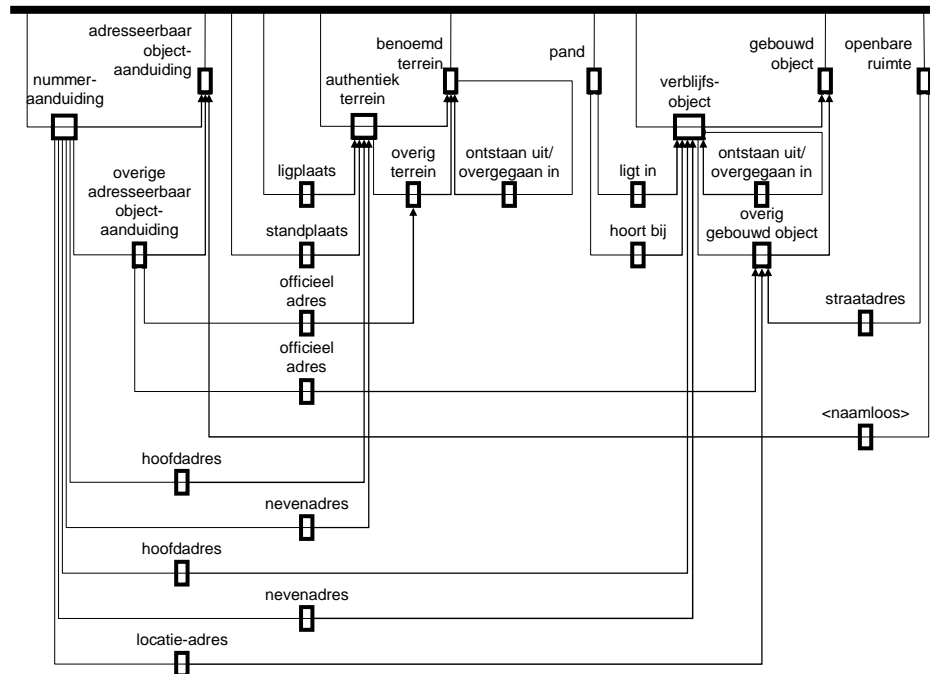 adresseerbaar
object-
aanduiding
nummer-
aanduiding
benoemd
terrein
authentiek
terrein
pand
verblijfs-
object
gebouwd
object
openbare
ruimte
overige
adresseerbaar
object-
aanduiding
ligplaats
standplaats
overig
terrein
ontstaan uit/
overgegaan in
ligt in
hoort bij
ontstaan uit/
overgegaan in
overig
gebouwd object
officieel
adres
officieel
adres
straatadres
<naamloos>
hoofdadres
nevenadres
hoofdadres
nevenadres
locatie-adres